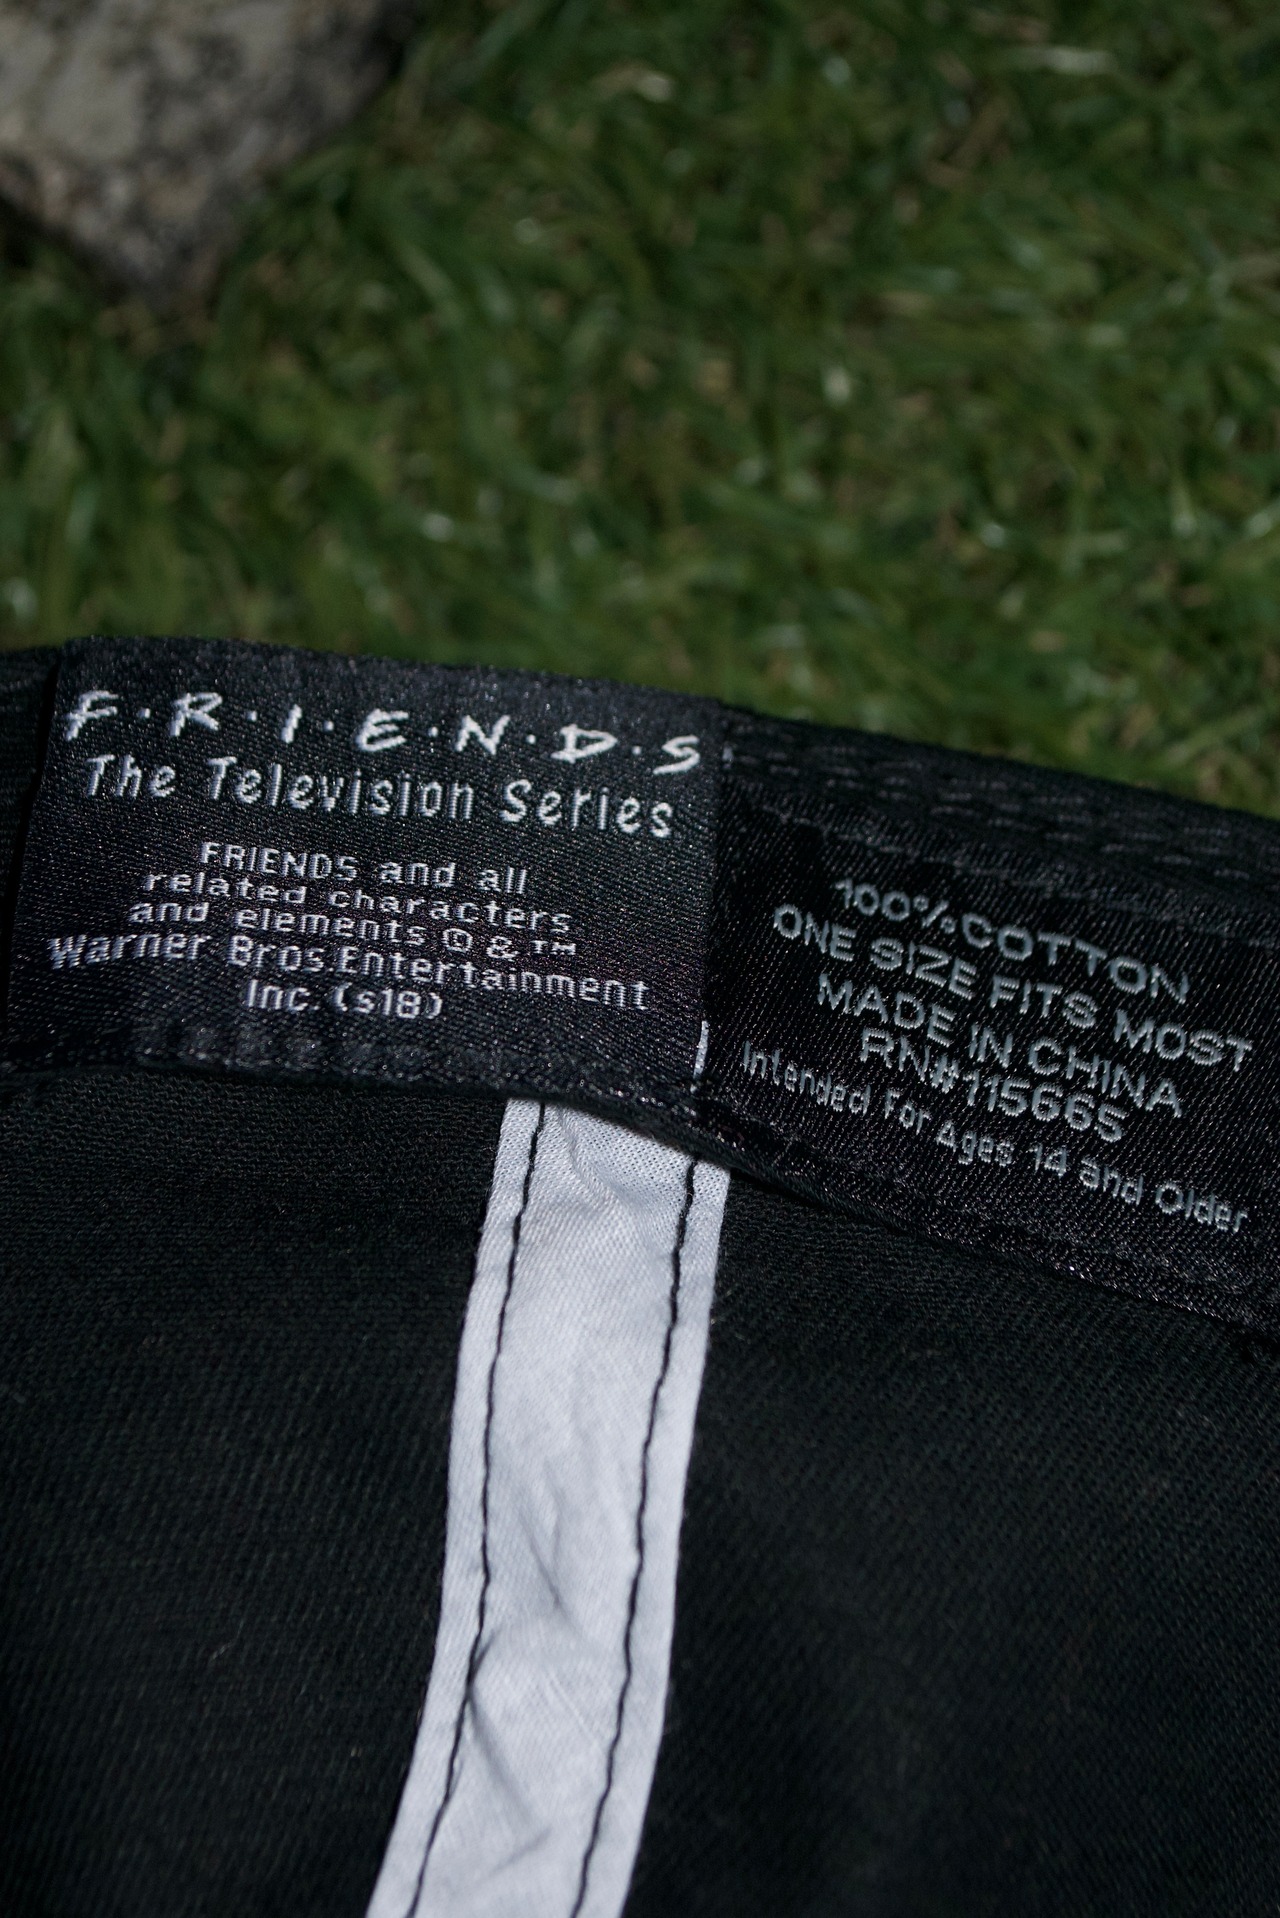 F·R·I·E·N·D·S
The Television Series
FRIENDS and all
related characters
and elements © & ™
Warner Bros.Entertainment
Inc. (s18)
100%COTTON
ONE SIZE FITS MOST
MADE IN CHINA
RN#115665
Intended For Ages 14 and Older